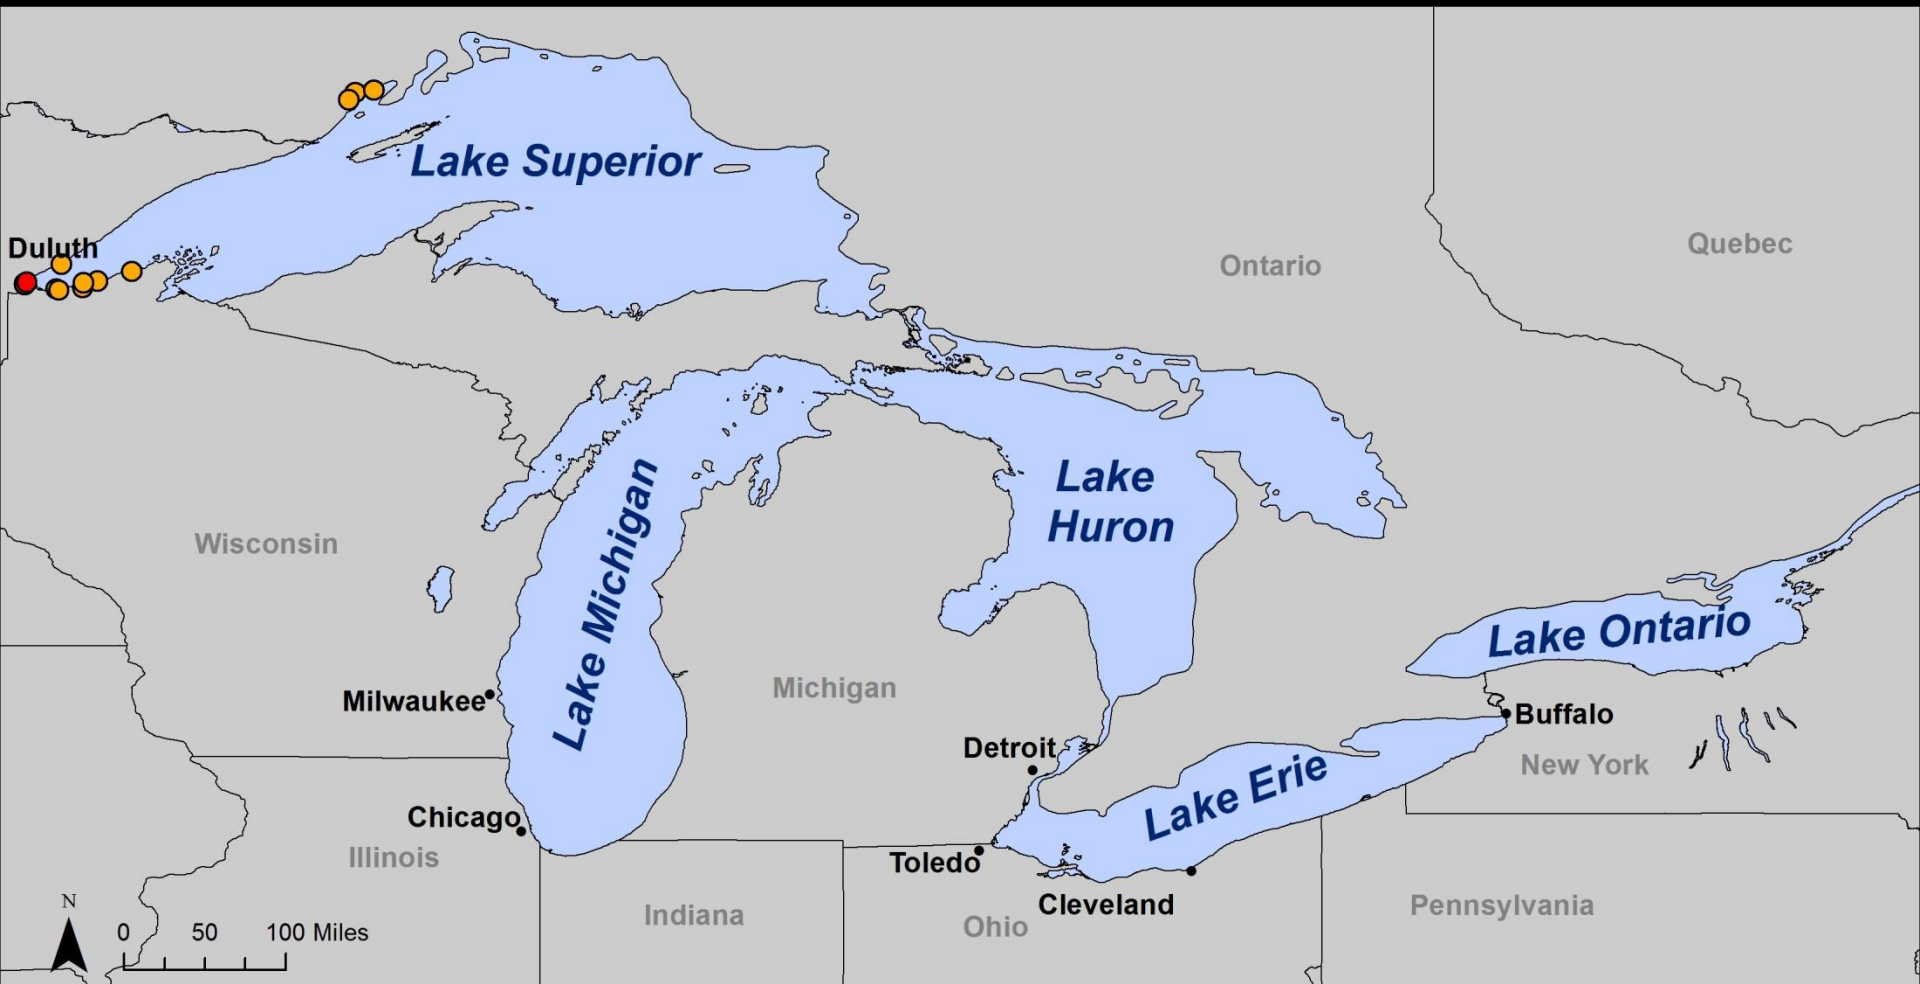 Lake Superior
Duluth
Quebec
Ontario
Lake
Huron
Wisconsin
Lake Michigan
Lake Ontario
Milwaukee
Michigan
Buffalo
Detroit
New York
Lake Erie
Chicago
Illinois
Toledo
Cleveland
Pennsylvania
Indiana
Ohio
N
0 50 100 Miles